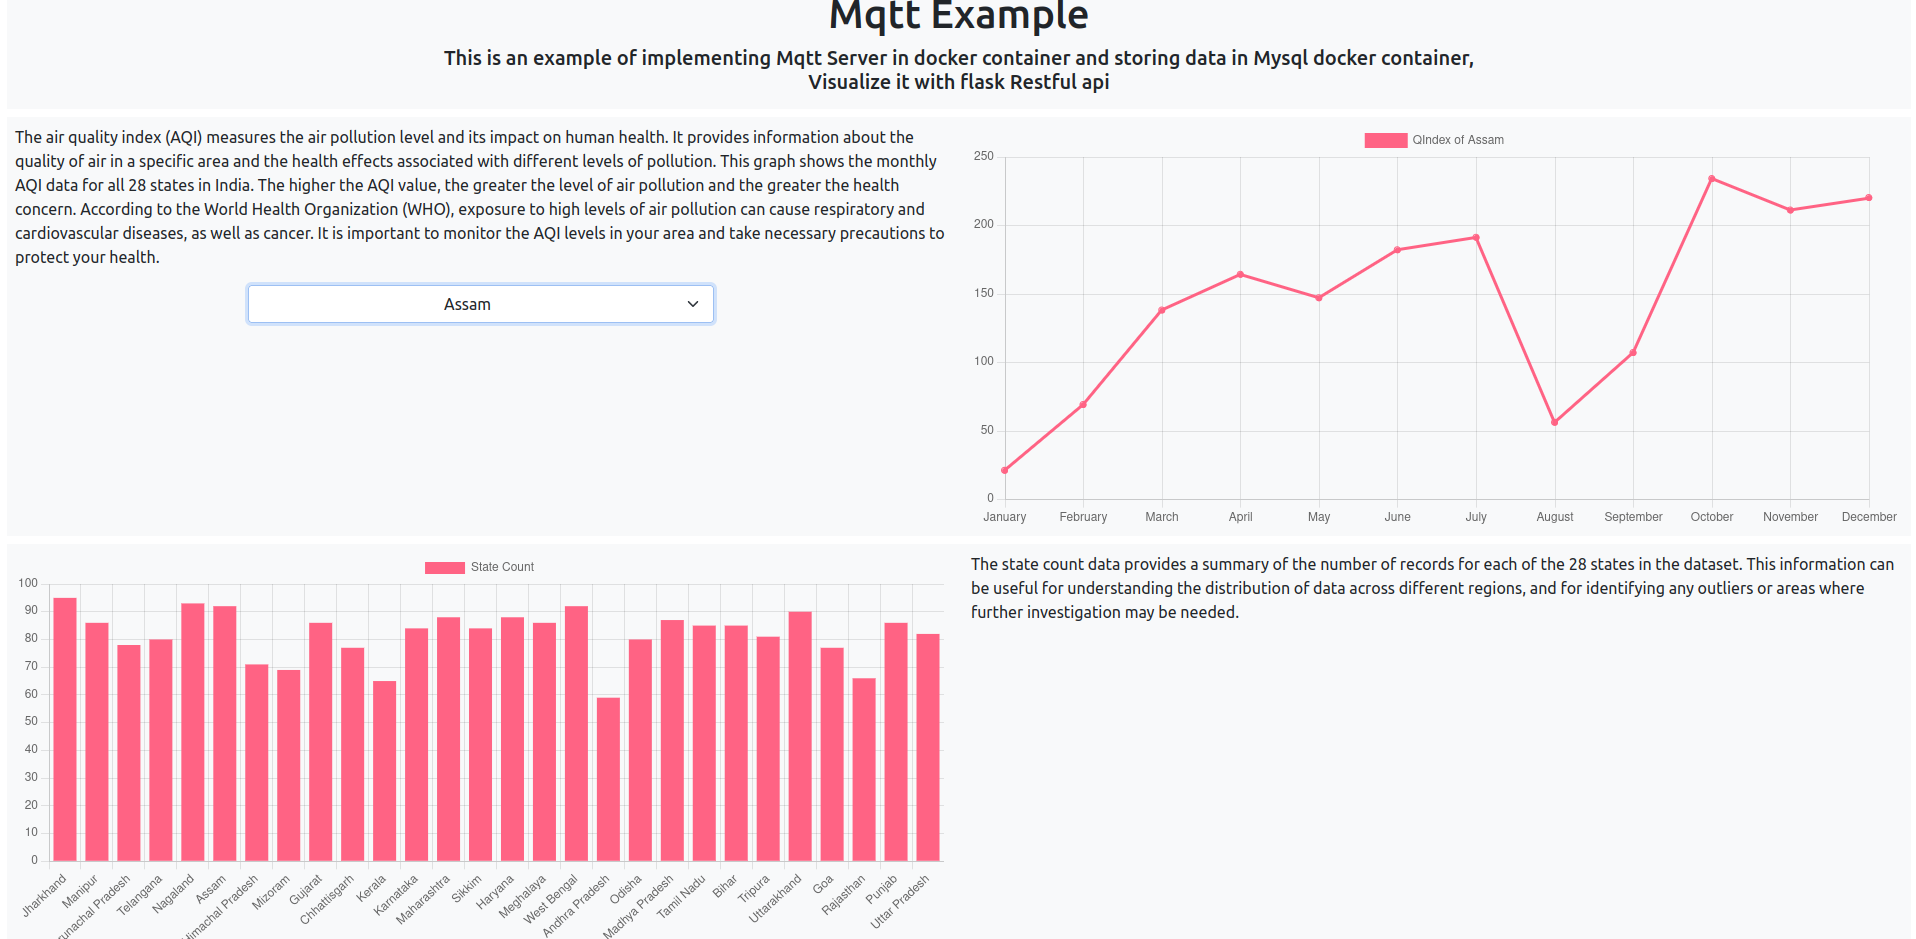 Mqtt Example
This is an example of implementing Mqtt Server in docker container and storing data in Mysql docker container,
Visualize it with flask Restful api
The air quality index (AQI) measures the air pollution level and its impact on human health. It provides information about the
quality of air in a specific area and the health effects associated with different levels of pollution. This graph shows the monthly
AQI data for all 28 states in India. The higher the AQI value, the greater the level of air pollution and the greater the health
concern. According to the World Health Organization (WHO), exposure to high levels of air pollution can cause respiratory and
cardiovascular diseases, as well as cancer. It is important to monitor the AQI levels in your area and take necessary precautions to
protect your health.
Assam
QIndex of Assam
250
200
150
100
50
0
January February March April May June July August September October November December
State Count
100
90
80
70
60
50
40
30
20
10
0
Jharkhand
Manipur
runachal Pradesh
Telangana
Nagaland
Assam
Himachal Pradesh
Mizoram
Gujarat
Chhattisgarh
Kerala
Karnataka
Maharashtra
Sikkim
Haryana
Meghalaya
West Bengal
Andhra Pradesh
Odisha
Madhya Pradesh
Tamil Nadu
Bihar
Tripura
Uttarakhand
Goa
Rajasthan
Punjab
Uttar Pradesh
The state count data provides a summary of the number of records for each of the 28 states in the dataset. This information can
be useful for understanding the distribution of data across different regions, and for identifying any outliers or areas where
further investigation may be needed.